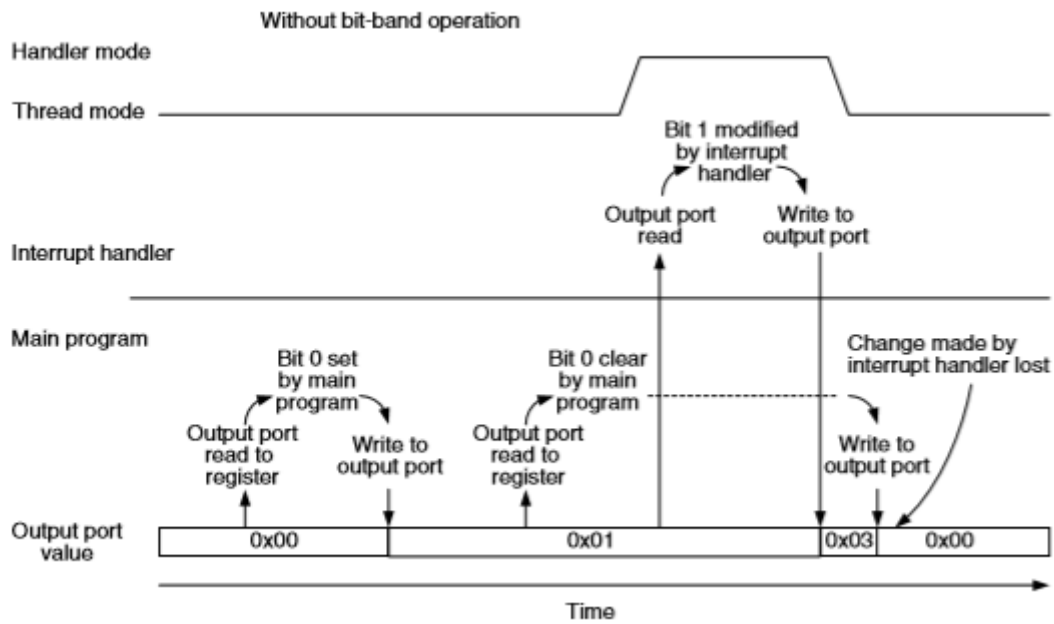 Without bit-band operation
Handler mode
Thread mode
Bit 1 modified
by interrupt
handler
Output port
read
Write to
output port
Interrupt handler
Main program
Bit 0 set
by main
program
Output port
read to
register
Write to
output port
Bit 0 clear
by main
program
Output port
read to
register
Change made by
interrupt handler lost
Write to
output port
Output port
value
0x00
0x01
0x03
0x00
Time